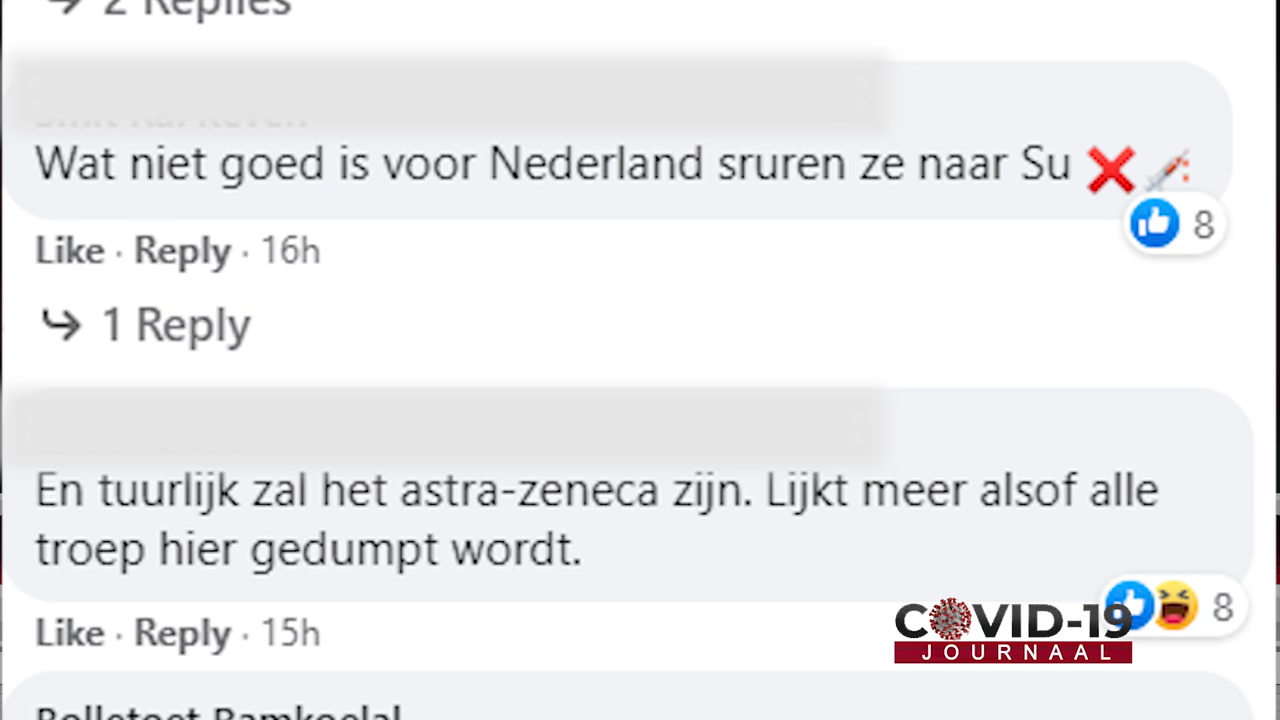 2 Replies
Wat niet goed is voor Nederland sruren ze naar Su ❌ 💉
8
Like · Reply · 16h
1 Reply
En tuurlijk zal het astra-zeneca zijn. Lijkt meer alsof alle
troep hier gedumpt wordt.
8
Like · Reply · 15h
COVID-19
JOURNAAL